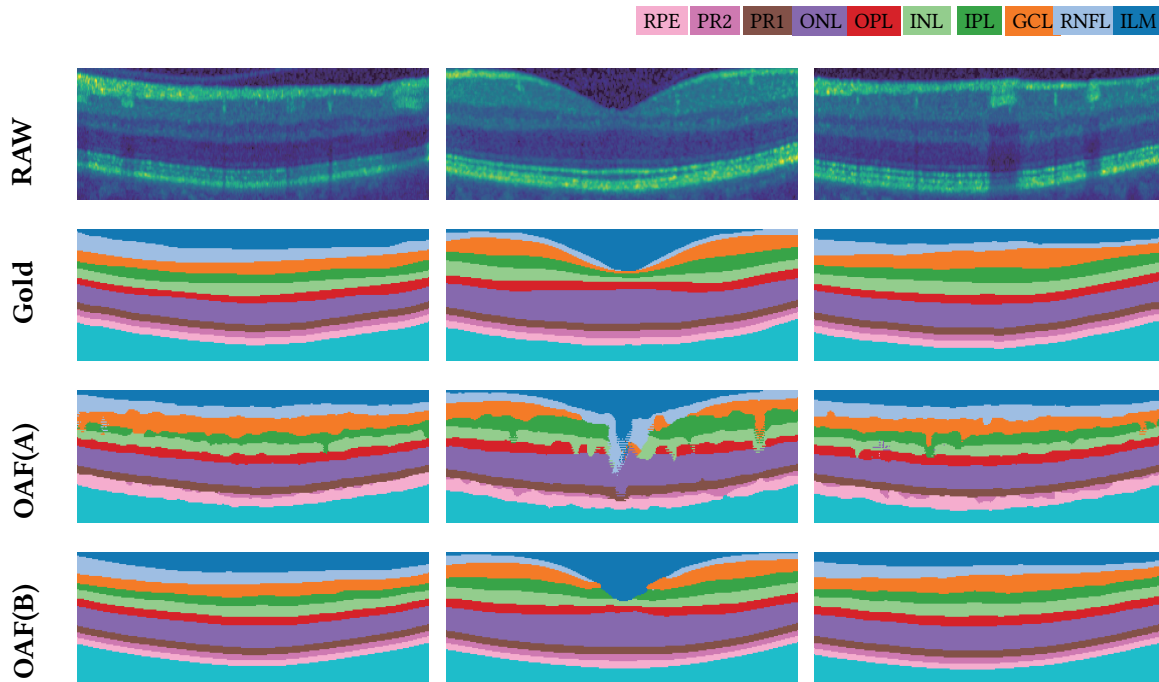 RPE PR2 PR1 ONL OPL INL IPL GCL RNFL ILM
RAW
Gold
OAF(A)
OAF(B)